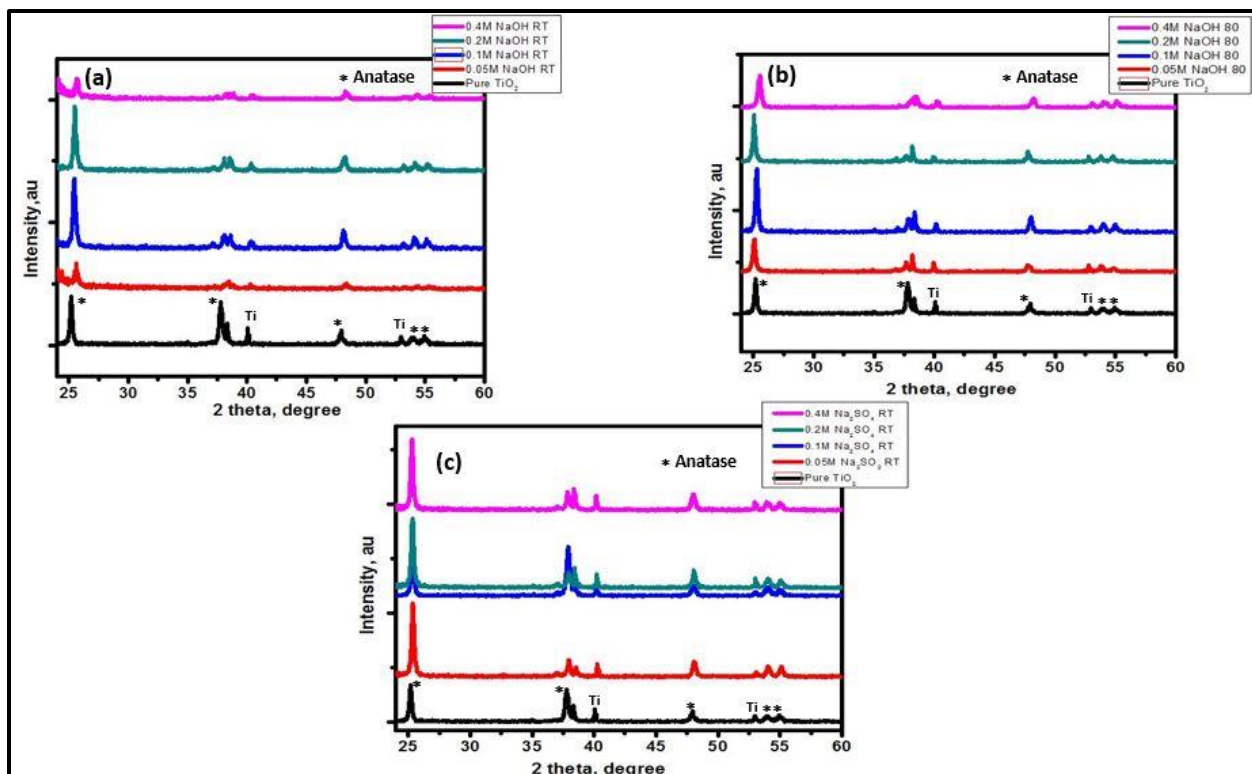 (a)
0.4M NaOH RT
0.2M NaOH RT
0.1M NaOH RT
0.05M NaOH RT
Pure TiO₂
* Anatase
Intensity,au
* * Ti * Ti **
25 30 35 40 45 50 55 60
2 theta, degree
(b)
0.4M NaOH 80
0.2M NaOH 80
0.1M NaOH 80
0.05M NaOH 80
Pure TiO₂
* Anatase
Intensity, au
* * Ti * Ti **
25 30 35 40 45 50 55 60
2 theta, degree
(c)
0.4M Na₂SO₄ RT
0.2M Na₂SO₄ RT
0.1M Na₂SO₄ RT
0.05M Na₂SO₂ RT
Pure TiO₂
* Anatase
Intensity, au
* * Ti * Ti **
25 30 35 40 45 50 55 60
2 theta, degree